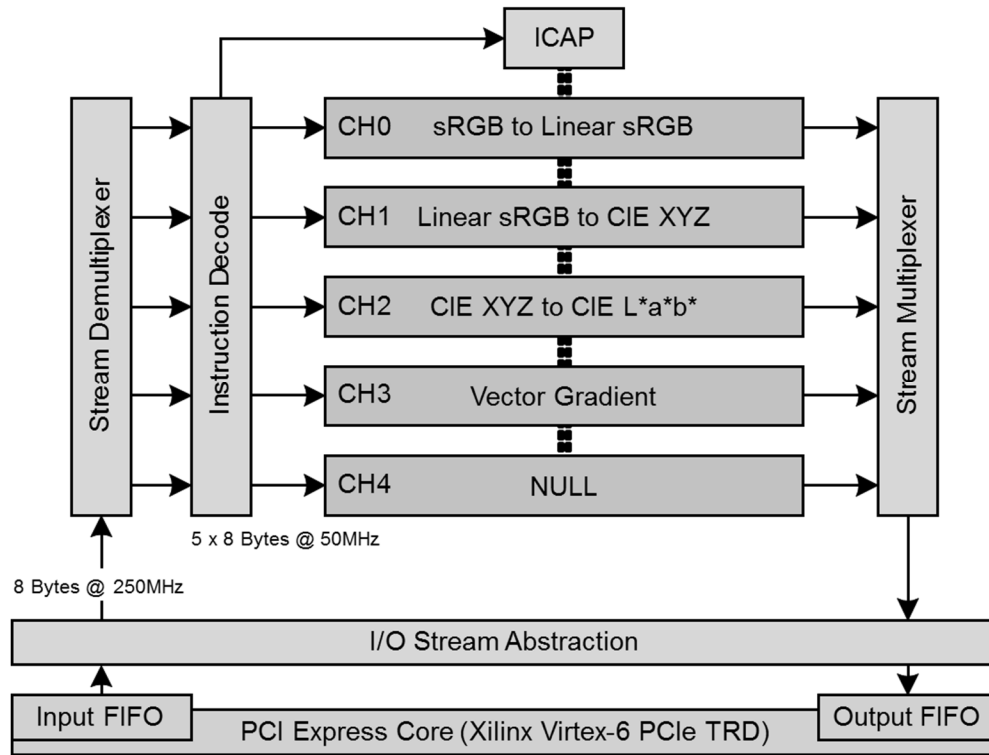 ICAP
Stream Demultiplexer
Instruction Decode
CH0 sRGB to Linear sRGB
CH1 Linear sRGB to CIE XYZ
CH2 CIE XYZ to CIE L*a*b*
CH3 Vector Gradient
CH4 NULL
Stream Multiplexer
5 x 8 Bytes @ 50MHz
8 Bytes @ 250MHz
I/O Stream Abstraction
Input FIFO
PCI Express Core (Xilinx Virtex-6 PCIe TRD)
Output FIFO